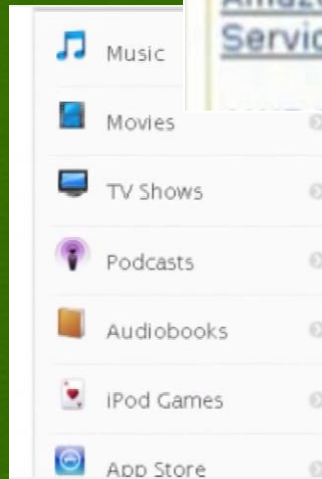 Music
Movies
TV Shows
Podcasts
Audiobooks
iPod Games
App Store